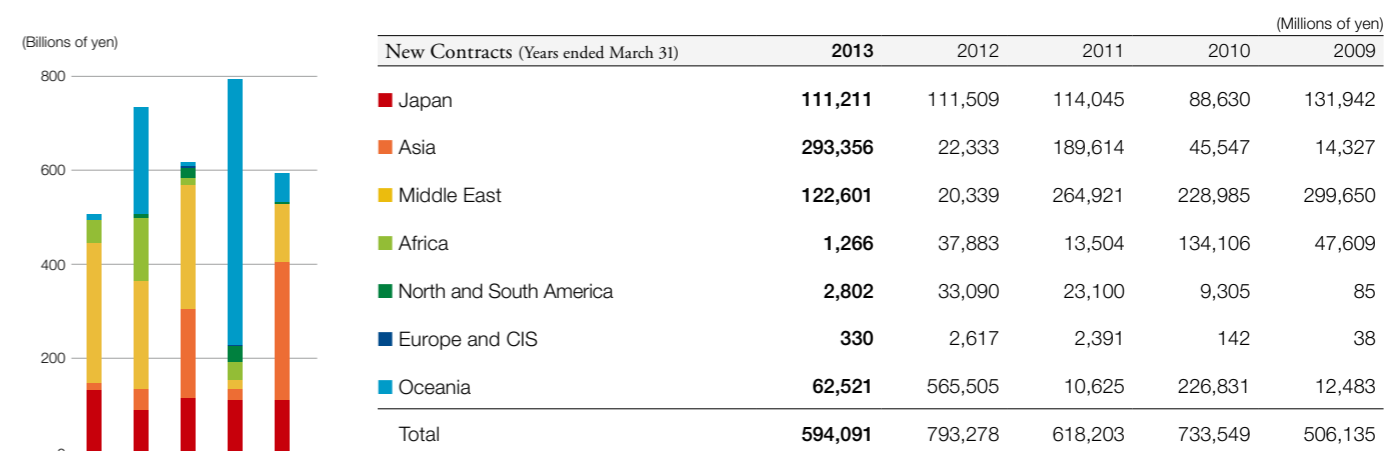 (Billions of yen)
800
600
400
200
(Millions of yen)
New Contracts (Years ended March 31) 2013 2012 2011 2010 2009
Japan 111,211 111,509 114,045 88,630 131,942
Asia 293,356 22,333 189,614 45,547 14,327
Middle East 122,601 20,339 264,921 228,985 299,650
Africa 1,266 37,883 13,504 134,106 47,609
North and South America 2,802 33,090 23,100 9,305 85
Europe and CIS 330 2,617 2,391 142 38
Oceania 62,521 565,505 10,625 226,831 12,483
Total 594,091 793,278 618,203 733,549 506,135